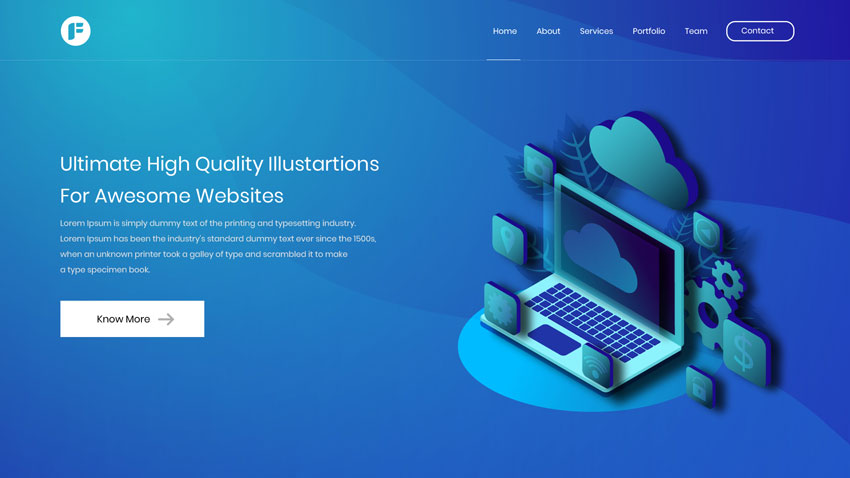 F
Home About Services Portfolio Team Contact
Ultimate High Quality Illustartions
For Awesome Websites
Lorem Ipsum is simply dummy text of the printing and typesetting industry.
Lorem Ipsum has been the industry's standard dummy text ever since the 1500s,
when an unknown printer took a galley of type and scrambled it to make
a type specimen book.
Know More
$